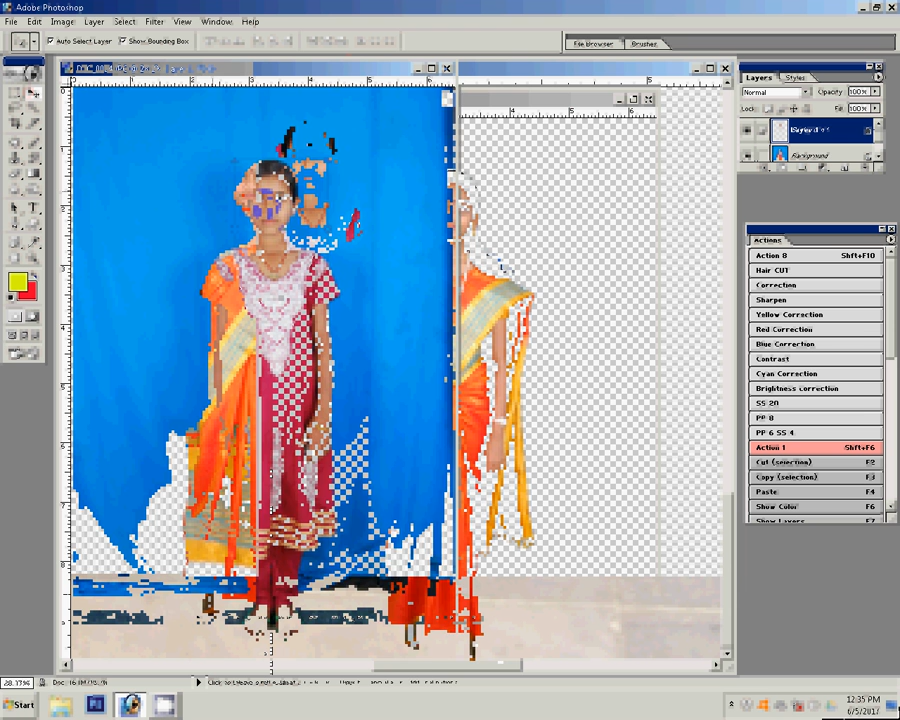 Adobe Photoshop
File Edit Image Layer Select Filter View Window Help
Auto Select Layer Show Bounding Box
File Browser Brushes
Layers Styles
Normal Opacity: 100%
Lock: Fill: 100%
Background
Actions
Action 8 Shft+F10
Hair CUT
Correction
Sharpen
Yellow Correction
Red Correction
Blue Correction
Contrast
Cyan Correction
Brightness correction
SS 20
PP 8
PP 6 SS 4
Action 1 Shft+F6
Cut (selection) F2
Copy (selection) F3
Paste F4
Show Color F6
Show Layers F7
Start
12:35 PM
6/5/2017